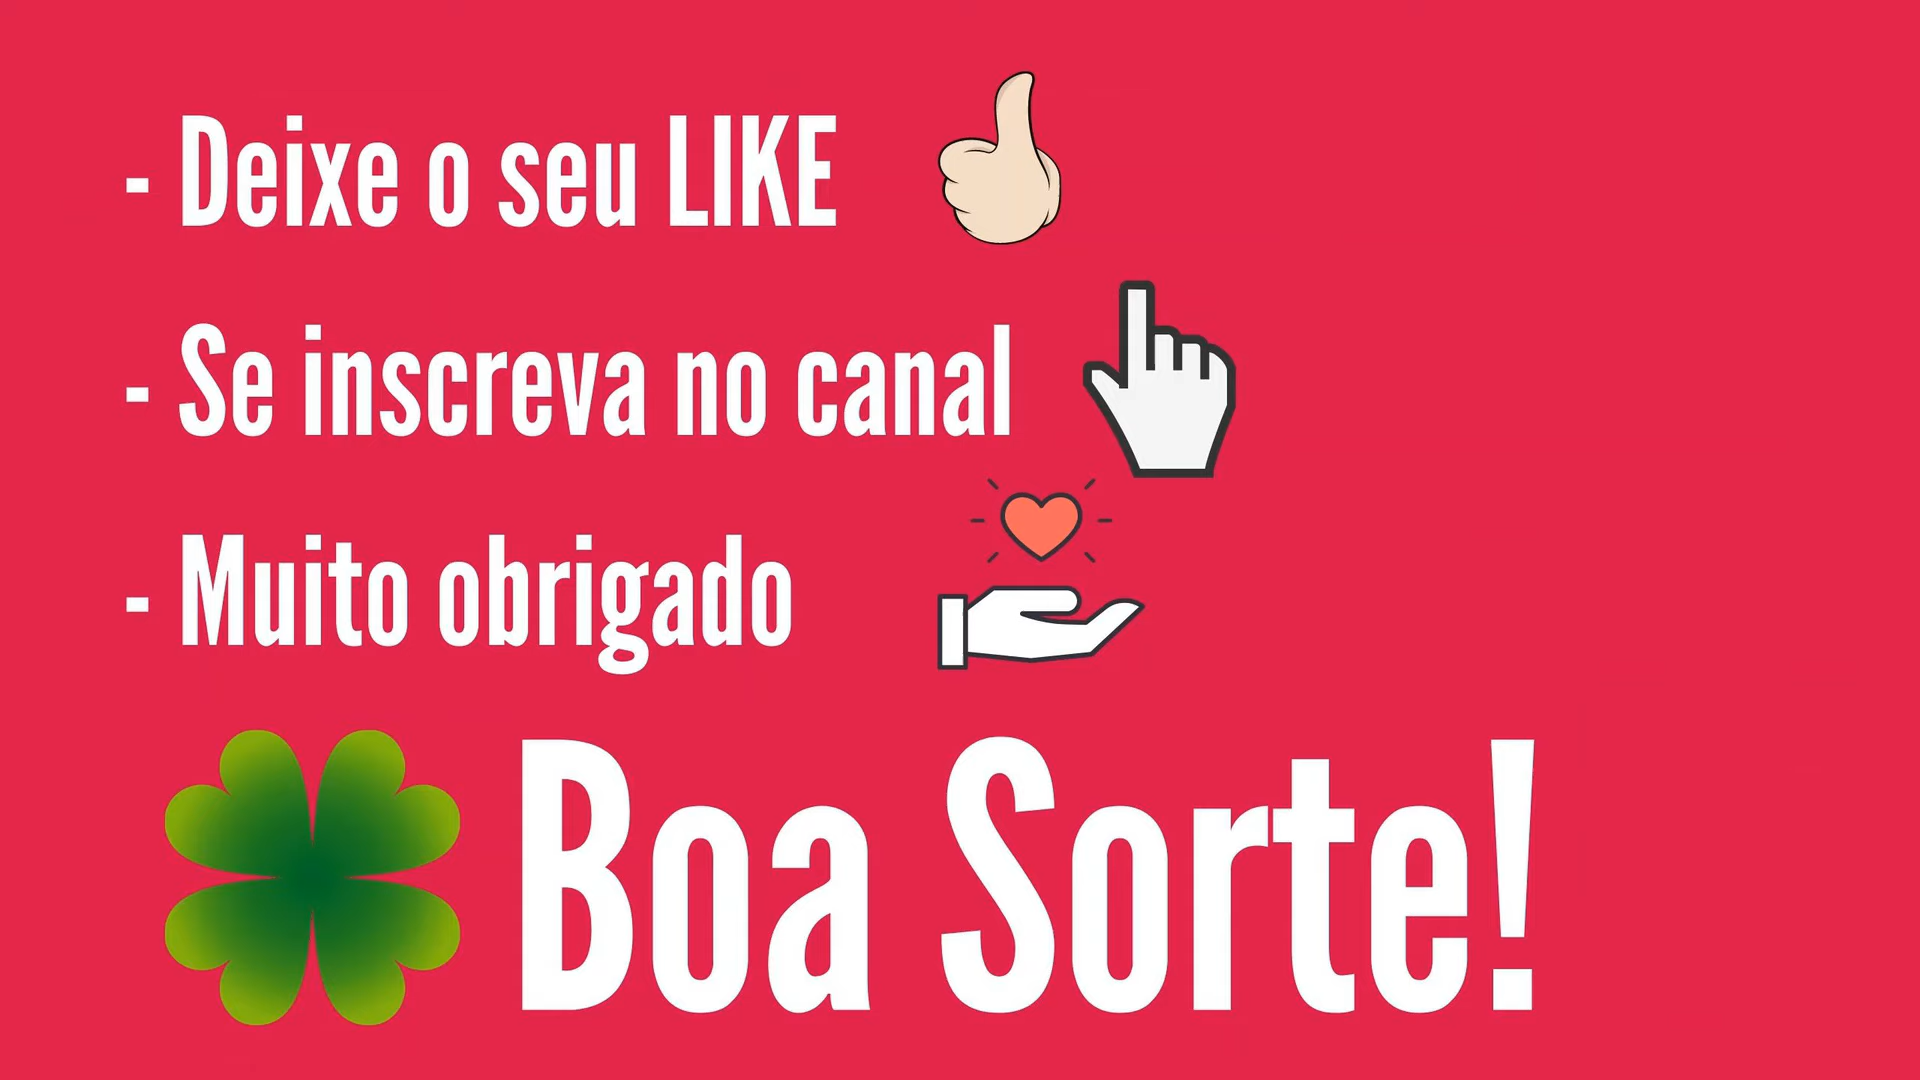 - Deixe o seu LIKE
- Se inscreva no canal
- Muito obrigado
Boa Sorte!